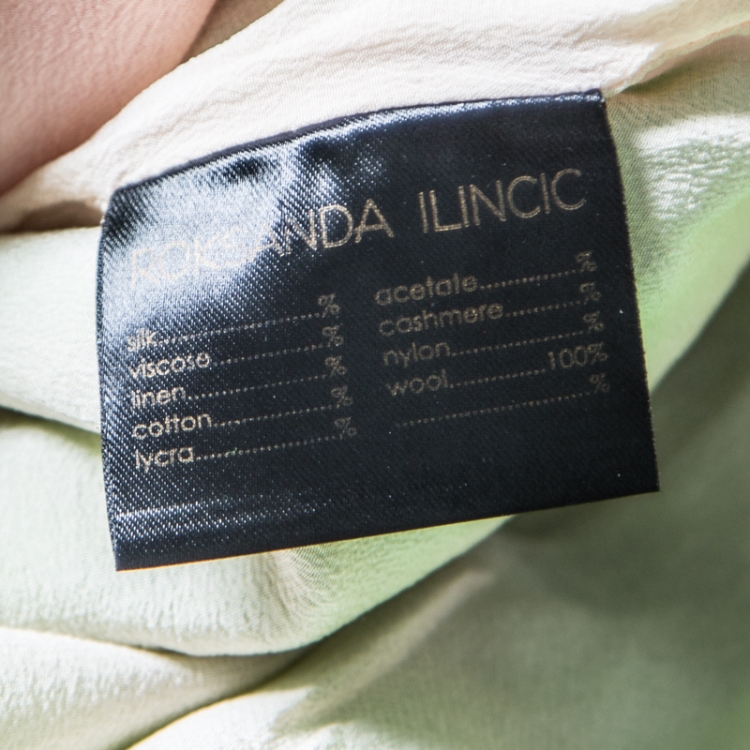 ROKSANDA ILINCIC
silk..................%
viscose..................%
linen..................%
cotton..................%
lycra..................%
acetate..................%
cashmere..................%
nylon..................%
wool..................100%
..................%